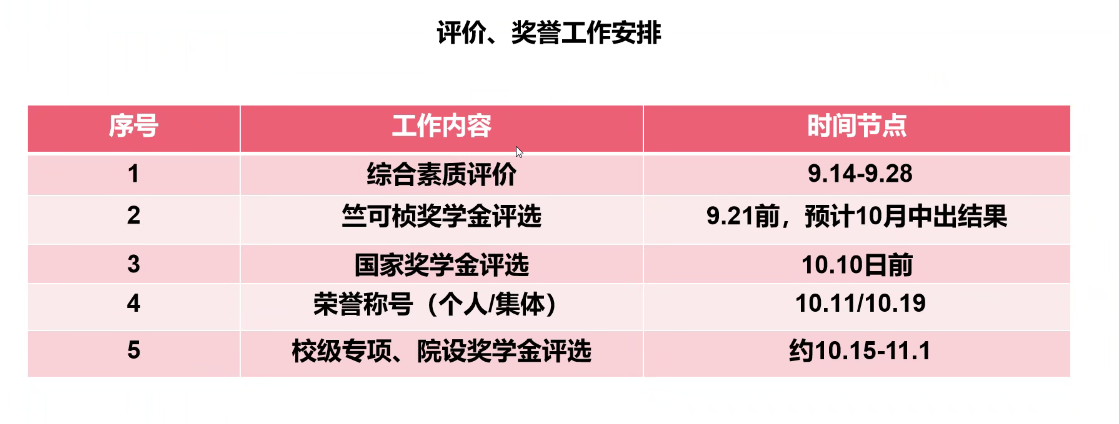 评价、奖誉工作安排
序号 工作内容 时间节点
1 综合素质评价 9.14-9.28
2 竺可桢奖学金评选 9.21前，预计10月中出结果
3 国家奖学金评选 10.10日前
4 荣誉称号（个人/集体） 10.11/10.19
5 校级专项、院设奖学金评选 约10.15-11.1